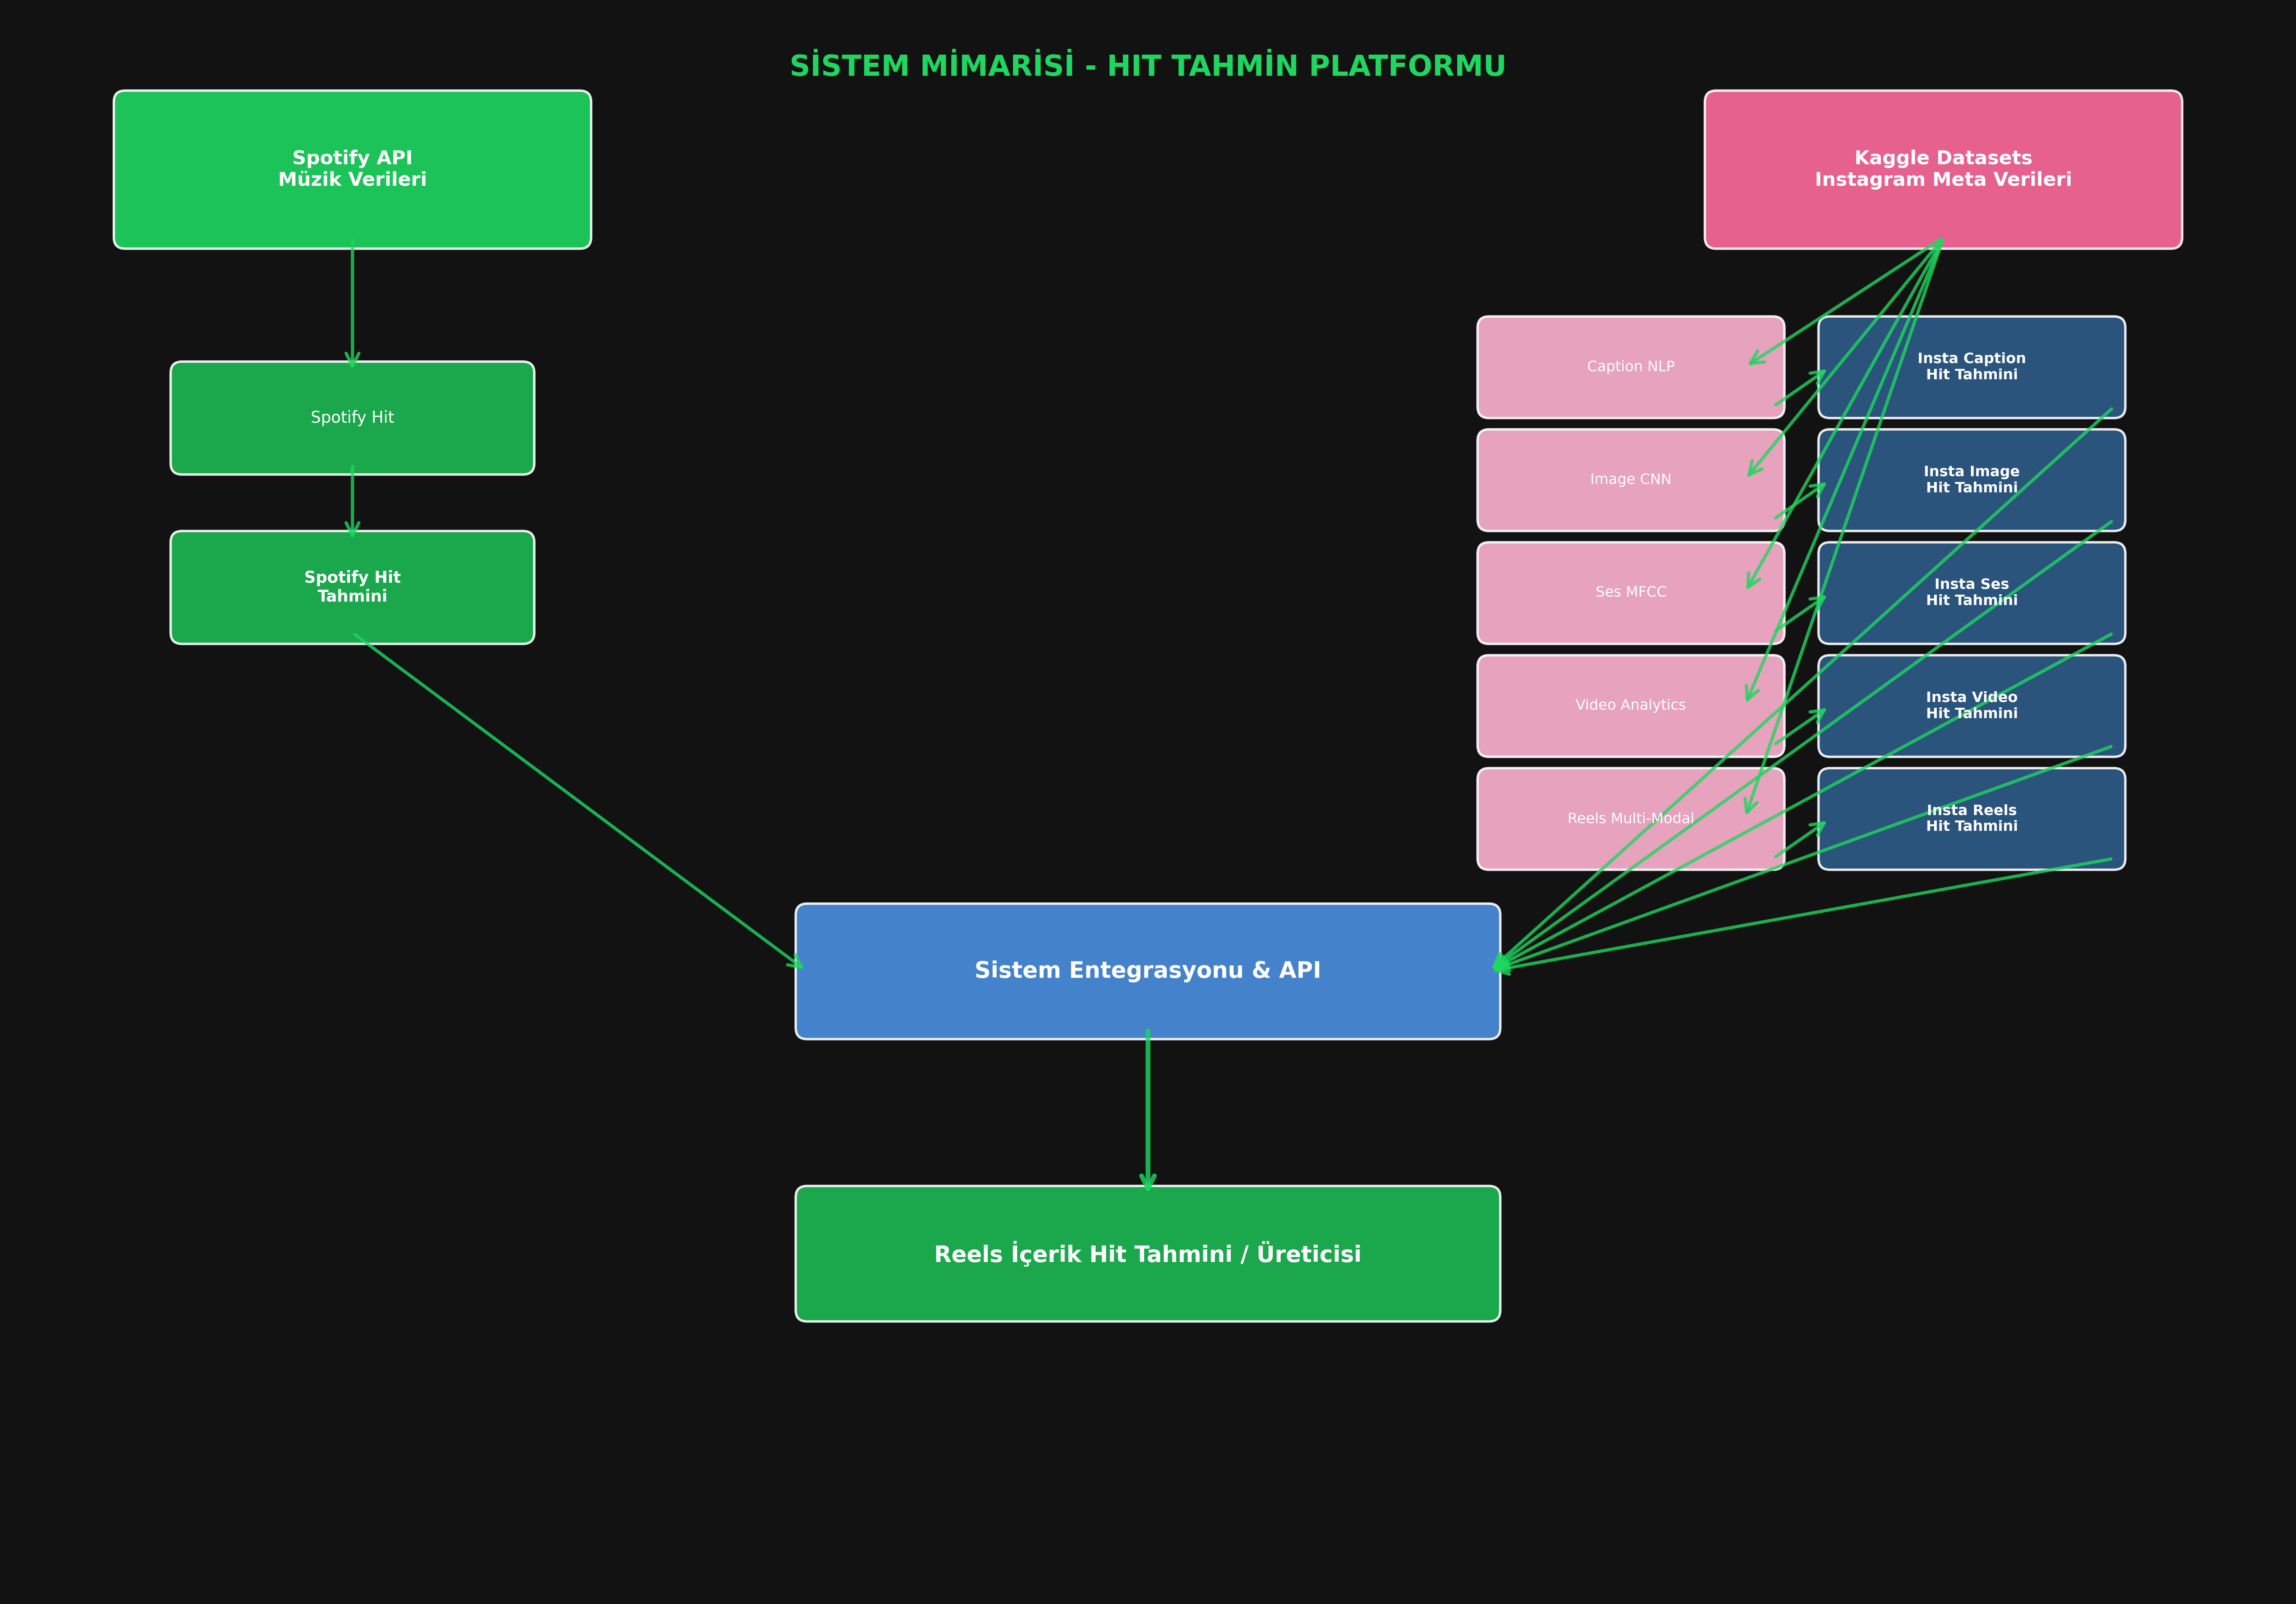 SİSTEM MİMARİSİ - HIT TAHMİN PLATFORMU
Spotify API
Müzik Verileri
Kaggle Datasets
Instagram Meta Verileri
Spotify Hit
Spotify Hit
Tahmini
Caption NLP
Insta Caption
Hit Tahmini
Image CNN
Insta Image
Hit Tahmini
Ses MFCC
Insta Ses
Hit Tahmini
Video Analytics
Insta Video
Hit Tahmini
Reels Multi-Modal
Insta Reels
Hit Tahmini
Sistem Entegrasyonu & API
Reels İçerik Hit Tahmini / Üreticisi